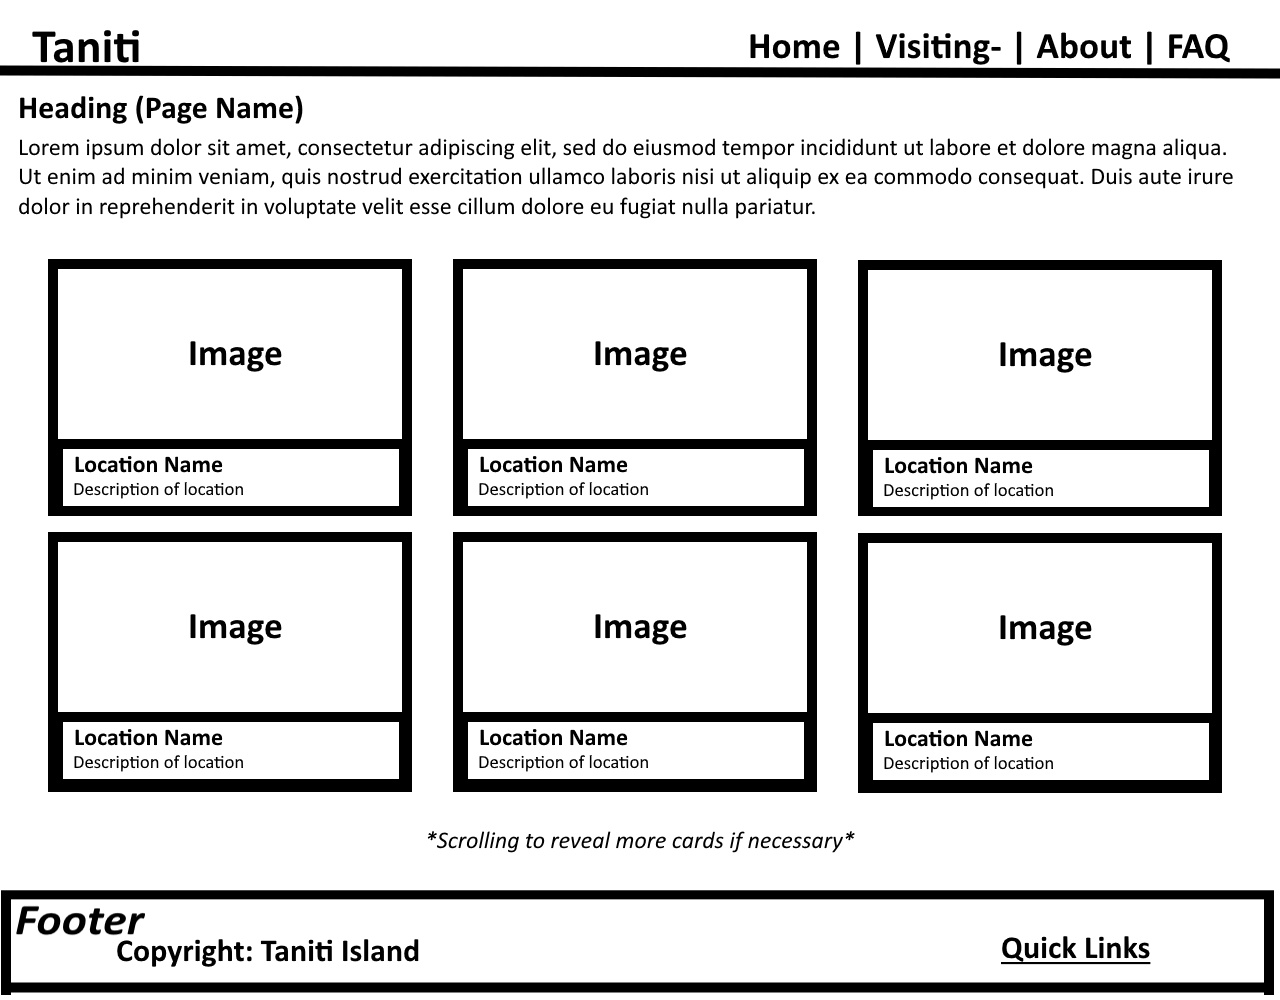 Taniti
Home | Visiting- | About | FAQ
Heading (Page Name)
Lorem ipsum dolor sit amet, consectetur adipiscing elit, sed do eiusmod tempor incididunt ut labore et dolore magna aliqua.
Ut enim ad minim veniam, quis nostrud exercitation ullamco laboris nisi ut aliquip ex ea commodo consequat. Duis aute irure
dolor in reprehenderit in voluptate velit esse cillum dolore eu fugiat nulla pariatur.
Image
Location Name
Description of location
Image
Location Name
Description of location
Image
Location Name
Description of location
Image
Location Name
Description of location
Image
Location Name
Description of location
Image
Location Name
Description of location
*Scrolling to reveal more cards if necessary*
Footer
Copyright: Taniti Island
Quick Links